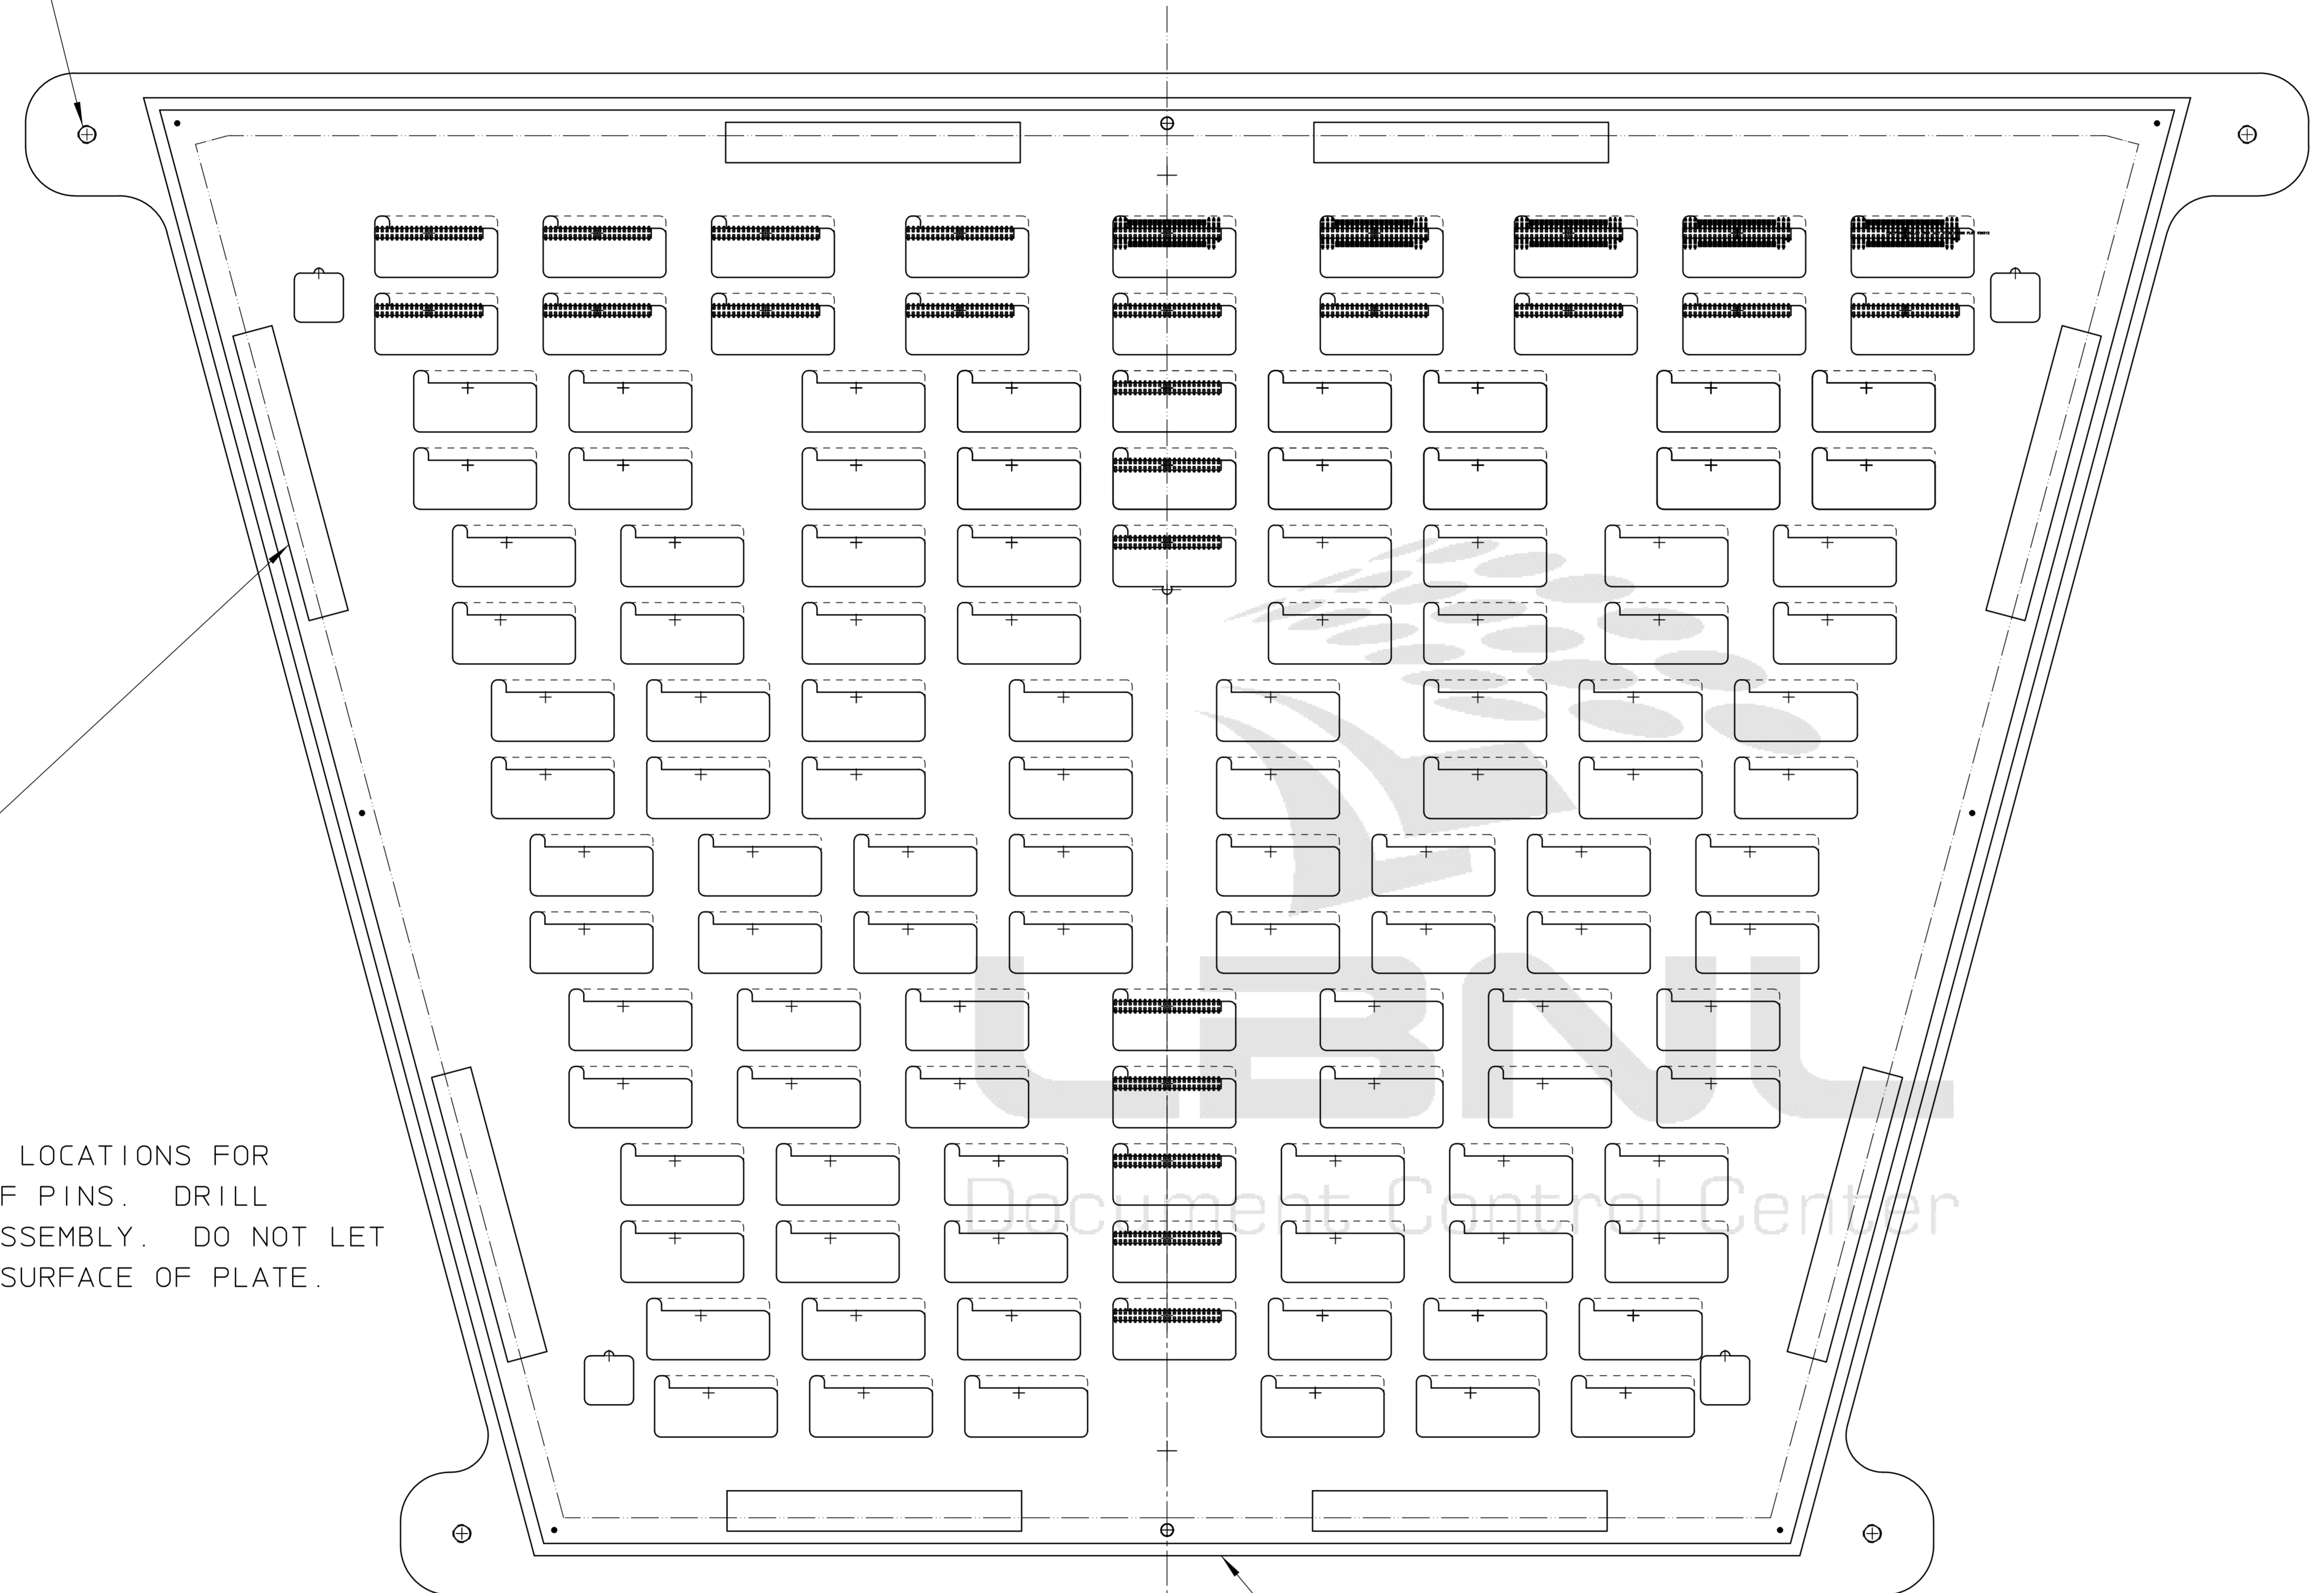 LOCATIONS FOR
F PINS. DRILL
SSEMBLY. DO NOT LET
SURFACE OF PLATE.
LBNL
Document Control Center